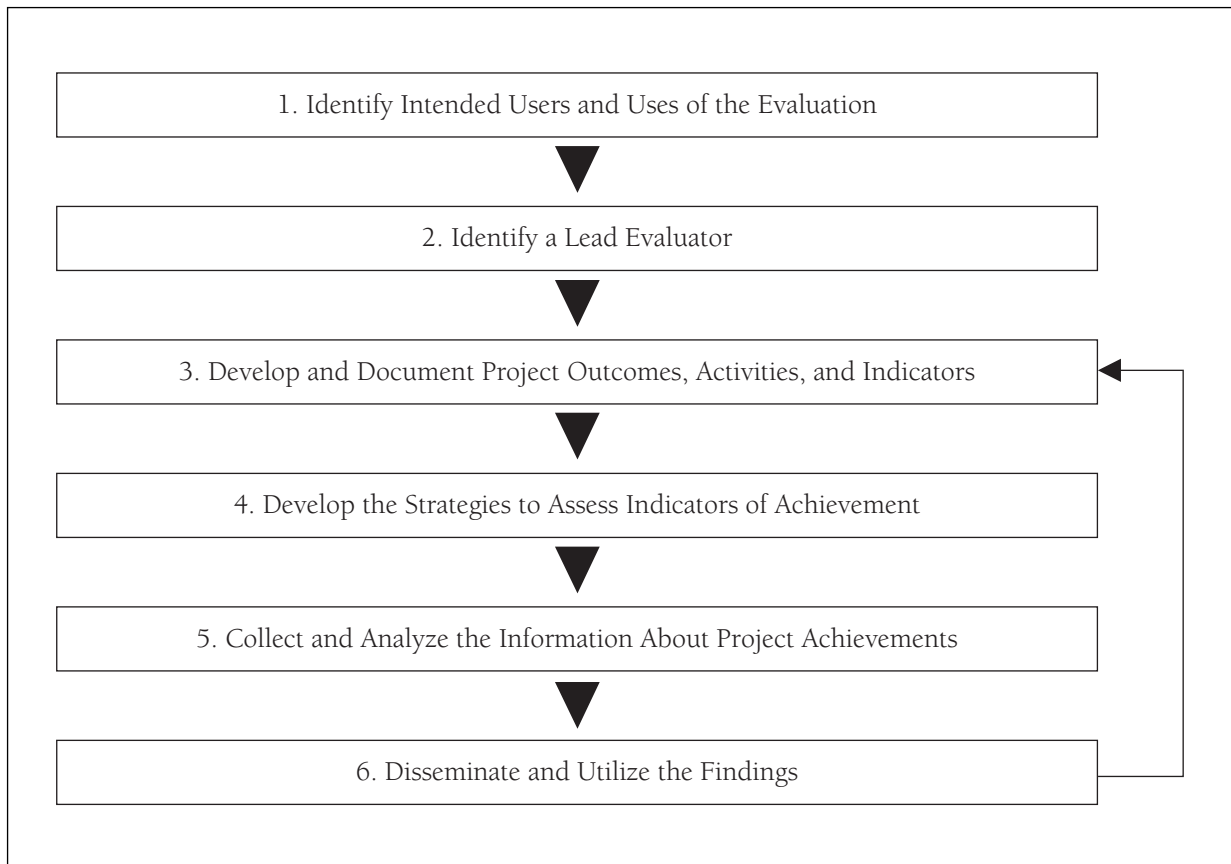 1. Identify Intended Users and Uses of the Evaluation
2. Identify a Lead Evaluator
3. Develop and Document Project Outcomes, Activities, and Indicators
4. Develop the Strategies to Assess Indicators of Achievement
5. Collect and Analyze the Information About Project Achievements
6. Disseminate and Utilize the Findings